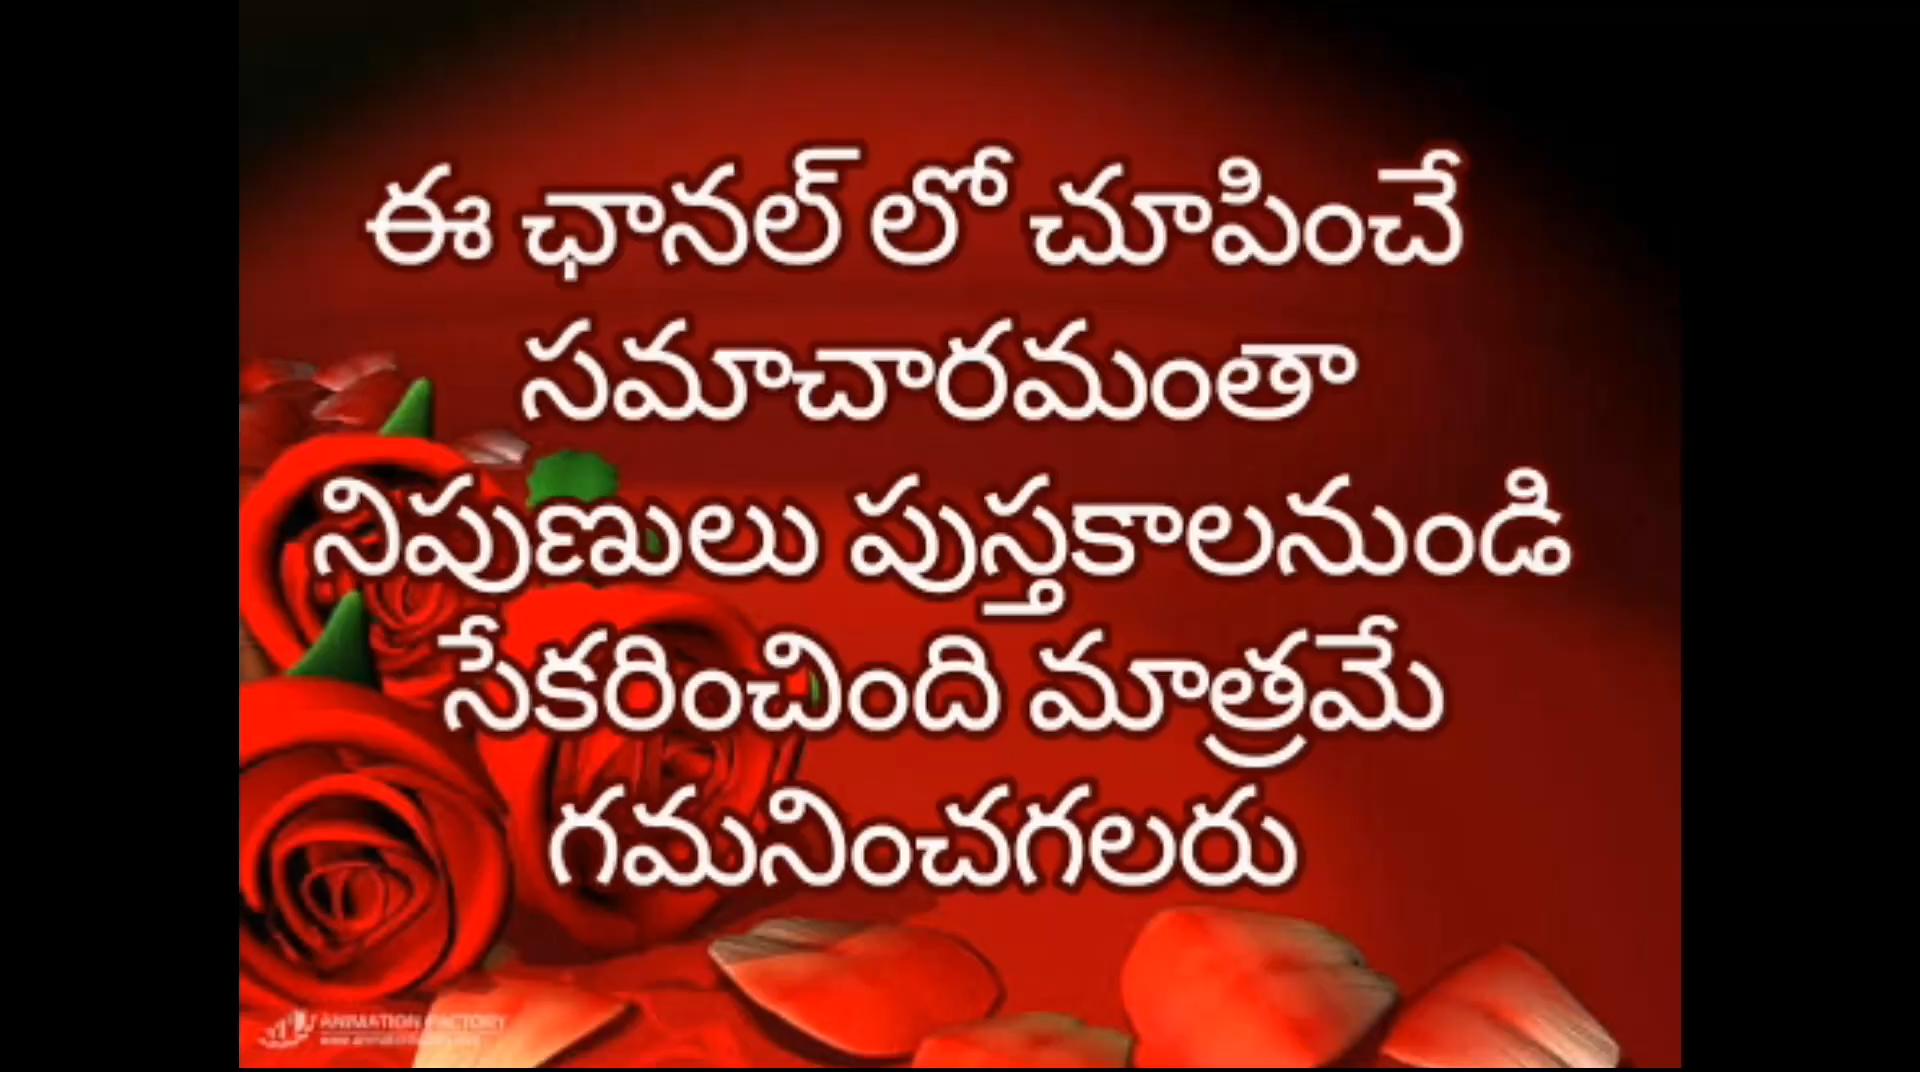 ఈ ఛానల్ లో చూపించే
సమాచారమంతా
నిపుణులు పుస్తకాలనుండి
సేకరించింది మాత్రమే
గమనించగలరు
ANIMATION FACTORY